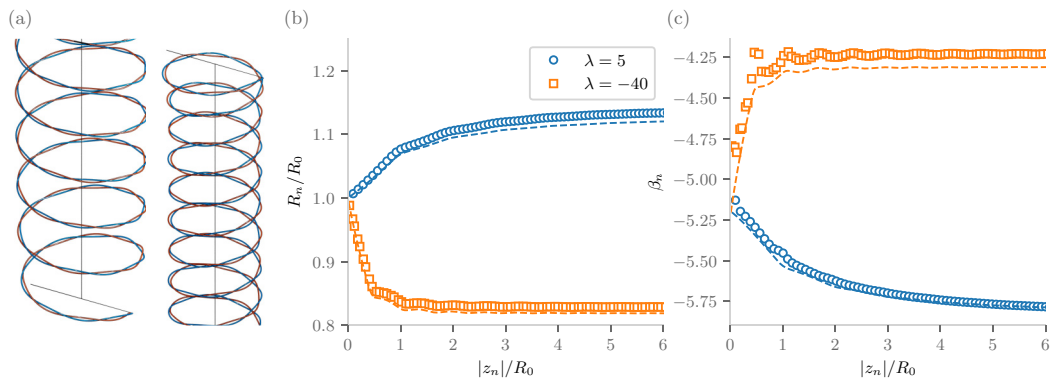 (a)
(b)
(c)
1.2
1.1
1.0
0.9
0.8
R_n/R_0
0 1 2 3 4 5 6
|z_n|/R_0
λ = 5
λ = −40
−4.25
−4.50
−4.75
−5.00
−5.25
−5.50
−5.75
β_n
0 1 2 3 4 5 6
|z_n|/R_0